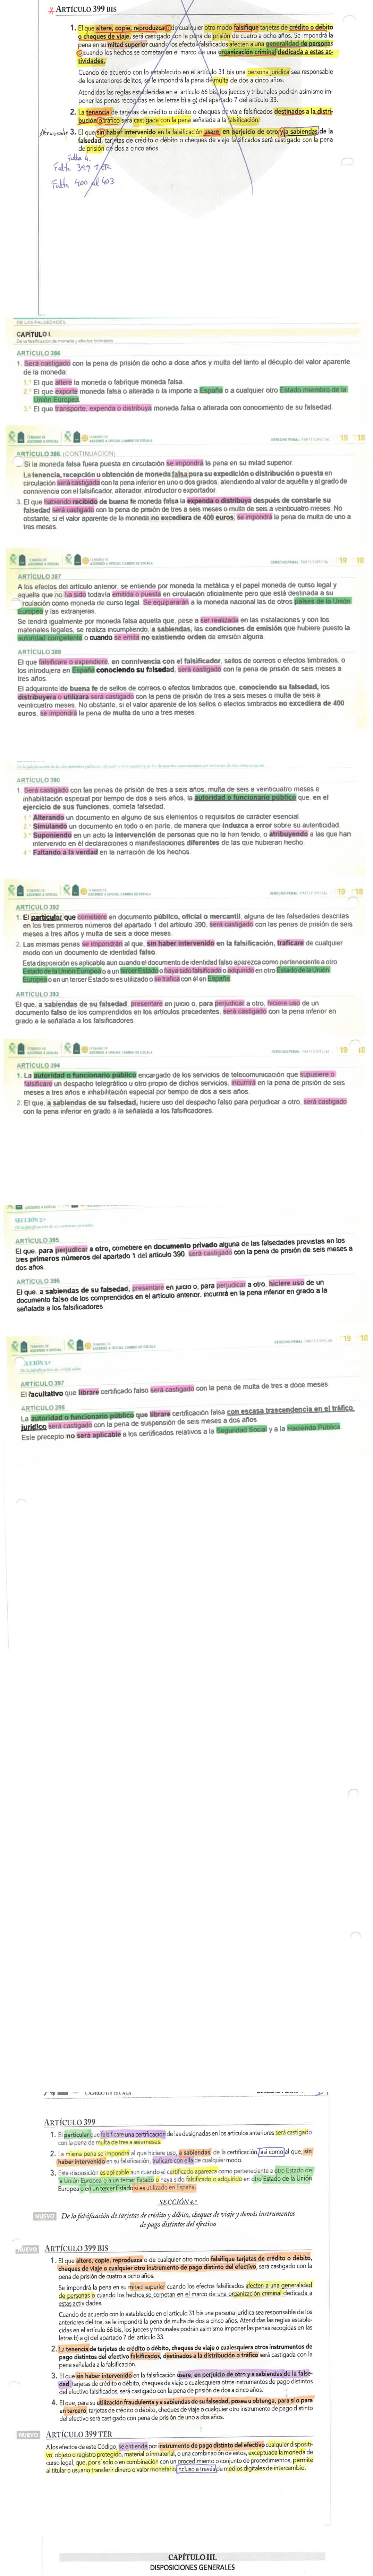 ARTÍCULO 399 BIS
1. El que altere, copie, reproduzca o de cualquier otro modo falsifique tarjetas de crédito o débito
o cheques de viaje, será castigado con la pena de prisión de cuatro a ocho años. Se impondrá la
pena en su mitad superior cuando los efectos falsificados afecten a una generalidad de personas
o cuando los hechos se cometan en el marco de una organización criminal dedicada a estas ac-
tividades.
Cuando de acuerdo con lo establecido en el artículo 31 bis una persona jurídica sea responsable
de los anteriores delitos, se le impondrá la pena de multa de dos a cinco años.
Atendidas las reglas establecidas en el artículo 66 bis, los jueces y tribunales podrán asimismo im-
poner las penas recogidas en las letras b) a g) del apartado 7 del artículo 33.
2. La tenencia de tarjetas de crédito o débito o cheques de viaje falsificados destinados a la distri-
bución o tráfico será castigada con la pena señalada a la falsificación.
3. El que sin haber intervenido en la falsificación usare, en perjuicio de otro y a sabiendas de la
falsedad, tarjetas de crédito o débito o cheques de viaje falsificados será castigado con la pena
de prisión de dos a cinco años.
Falta 4.
Falta 399 TER
Falta 400 al 403
DE LAS FALSEDADES
CAPÍTULO I.
De la falsificación de moneda y efectos timbrados
ARTÍCULO 386
1. Será castigado con la pena de prisión de ocho a doce años y multa del tanto al décuplo del valor aparente
de la moneda:
1.º El que altere la moneda o fabrique moneda falsa.
2.º El que exporte moneda falsa o alterada o la importe a España o a cualquier otro Estado miembro de la
Unión Europea.
3.º El que transporte, expenda o distribuya moneda falsa o alterada con conocimiento de su falsedad.
DERECHO PENAL
19
18
ARTÍCULO 386 (CONTINUACIÓN)
Si la moneda falsa fuera puesta en circulación se impondrá la pena en su mitad superior
La tenencia, recepción u obtención de moneda falsa para su expedición o distribución o puesta en
circulación será castigada con la pena inferior en uno o dos grados, atendiendo al valor de aquélla y al grado de
connivencia con el falsificador, alterador, introductor o exportador
3. El que habiendo recibido de buena fe moneda falsa la expenda o distribuya después de constarle su
falsedad será castigado con la pena de prisión de tres a seis meses o multa de seis a veinticuatro meses. No
obstante, si el valor aparente de la moneda no excediera de 400 euros, se impondrá la pena de multa de uno a
tres meses.
DERECHO PENAL
19
18
ARTÍCULO 387
A los efectos del artículo anterior, se entiende por moneda la metálica y el papel moneda de curso legal y
aquella que no ha sido todavía emitida o puesta en circulación oficialmente pero que está destinada a su
circulación como moneda de curso legal. Se equipararán a la moneda nacional las de otros países de la Unión
Europea y las extranjeras.
Se tendrá igualmente por moneda falsa aquella que, pese a ser realizada en las instalaciones y con los
materiales legales, se realiza incumpliendo, a sabiendas, las condiciones de emisión que hubiere puesto la
autoridad competente o cuando se emita no existiendo orden de emisión alguna.
ARTÍCULO 389
El que falsificare o expendiere, en connivencia con el falsificador, sellos de correos o efectos timbrados, o
los introdujera en España conociendo su falsedad, será castigado con la pena de prisión de seis meses a
tres años.
El adquirente de buena fe de sellos de correos o efectos timbrados que, conociendo su falsedad, los
distribuyera o utilizara será castigado con la pena de prisión de tres a seis meses o multa de seis a
veinticuatro meses. No obstante, si el valor aparente de los sellos o efectos timbrados no excediera de 400
euros, se impondrá la pena de multa de uno a tres meses.
ARTÍCULO 390
1. Será castigado con las penas de prisión de tres a seis años, multa de seis a veinticuatro meses e
inhabilitación especial por tiempo de dos a seis años, la autoridad o funcionario público que, en el
ejercicio de sus funciones, cometa falsedad:
1.º Alterando un documento en alguno de sus elementos o requisitos de carácter esencial.
2.º Simulando un documento en todo o en parte, de manera que induzca a error sobre su autenticidad.
3.º Suponiendo en un acto la intervención de personas que no la han tenido, o atribuyendo a las que han
intervenido en él declaraciones o manifestaciones diferentes de las que hubieran hecho.
4.º Faltando a la verdad en la narración de los hechos.
DERECHO PENAL
19
18
ARTÍCULO 392
1. El particular que cometiere en documento público, oficial o mercantil, alguna de las falsedades descritas
en los tres primeros números del apartado 1 del artículo 390, será castigado con las penas de prisión de seis
meses a tres años y multa de seis a doce meses.
2. Las mismas penas se impondrán al que, sin haber intervenido en la falsificación, traficare de cualquier
modo con un documento de identidad falso.
Esta disposición es aplicable aun cuando el documento de identidad falso aparezca como perteneciente a otro
Estado de la Unión Europea o a un tercer Estado o haya sido falsificado o adquirido en otro Estado de la Unión
Europea o en un tercer Estado si es utilizado o se trafica con él en España.
ARTÍCULO 393
El que, a sabiendas de su falsedad, presentare en juicio o, para perjudicar a otro, hiciere uso de un
documento falso de los comprendidos en los artículos precedentes, será castigado con la pena inferior en
grado a la señalada a los falsificadores
DERECHO PENAL
19
18
ARTÍCULO 394
1. La autoridad o funcionario público encargado de los servicios de telecomunicación que supusiere o
falsificare un despacho telegráfico u otro propio de dichos servicios, incurrirá en la pena de prisión de seis
meses a tres años e inhabilitación especial por tiempo de dos a seis años.
2. El que, a sabiendas de su falsedad, hiciere uso del despacho falso para perjudicar a otro, será castigado
con la pena inferior en grado a la señalada a los falsificadores.
SECCIÓN 2.ª
ARTÍCULO 395
El que, para perjudicar a otro, cometiere en documento privado alguna de las falsedades previstas en los
tres primeros números del apartado 1 del artículo 390, será castigado con la pena de prisión de seis meses a
dos años.
ARTÍCULO 396
El que, a sabiendas de su falsedad, presentare en juicio o, para perjudicar a otro, hiciere uso de un
documento falso de los comprendidos en el artículo anterior, incurrirá en la pena inferior en grado a la
señalada a los falsificadores
DERECHO PENAL
19
18
ARTÍCULO 397
El facultativo que librare certificado falso será castigado con la pena de multa de tres a doce meses.
ARTÍCULO 398
La autoridad o funcionario público que librare certificación falsa con escasa trascendencia en el tráfico
jurídico será castigado con la pena de suspensión de seis meses a dos años.
Este precepto no será aplicable a los certificados relativos a la Seguridad Social y a la Hacienda Pública.
ARTÍCULO 399
1. El particular que falsificare una certificación de las designadas en los artículos anteriores será castigado
con la pena de multa de tres a seis meses.
2. La misma pena se impondrá al que hiciere uso, a sabiendas, de la certificación, así como al que, sin
haber intervenido en su falsificación, traficare con ella de cualquier modo.
3. Esta disposición es aplicable aun cuando el certificado aparezca como perteneciente a otro Estado de
la Unión Europea o a un tercer Estado o haya sido falsificado o adquirido en otro Estado de la Unión
Europea o en un tercer Estado si es utilizado en España.
SECCIÓN 4.ª
NUEVO De la falsificación de tarjetas de crédito y débito, cheques de viaje y demás instrumentos
de pago distintos del efectivo
NUEVO ARTÍCULO 399 BIS
1. El que altere, copie, reproduzca o de cualquier otro modo falsifique tarjetas de crédito o débito,
cheques de viaje o cualquier otro instrumento de pago distinto del efectivo, será castigado con la
pena de prisión de cuatro a ocho años.
Se impondrá la pena en su mitad superior cuando los efectos falsificados afecten a una generalidad
de personas o cuando los hechos se cometan en el marco de una organización criminal dedicada a
estas actividades.
Cuando de acuerdo con lo establecido en el artículo 31 bis una persona jurídica sea responsable de los
anteriores delitos, se le impondrá la pena de multa de dos a cinco años. Atendidas las reglas estableci-
das en el artículo 66 bis, los jueces y tribunales podrán asimismo imponer las penas recogidas en las
letras b) a g) del apartado 7 del artículo 33.
2. La tenencia de tarjetas de crédito o débito, cheques de viaje o cualesquiera otros instrumentos de
pago distintos del efectivo falsificados, destinados a la distribución o tráfico será castigada con la
pena señalada a la falsificación.
3. El que sin haber intervenido en la falsificación usare, en perjuicio de otro y a sabiendas de la false-
dad, tarjetas de crédito o débito, cheques de viaje o cualesquiera otros instrumentos de pago distintos
del efectivo falsificados, será castigado con la pena de prisión de dos a cinco años.
4. El que, para su utilización fraudulenta y a sabiendas de su falsedad, posea u obtenga, para sí o para
un tercero, tarjetas de crédito o débito, cheques de viaje o cualquier otro instrumento de pago distinto
del efectivo será castigado con pena de prisión de uno a dos años.
NUEVO ARTÍCULO 399 TER
A los efectos de este Código, se entiende por instrumento de pago distinto del efectivo cualquier dispositi-
vo, objeto o registro protegido, material o inmaterial, o una combinación de estos, exceptuada la moneda de
curso legal, que, por sí solo o en combinación con un procedimiento o conjunto de procedimientos, permite
al titular o usuario transferir dinero o valor monetario incluso a través de medios digitales de intercambio.
CAPÍTULO III.
DISPOSICIONES GENERALES